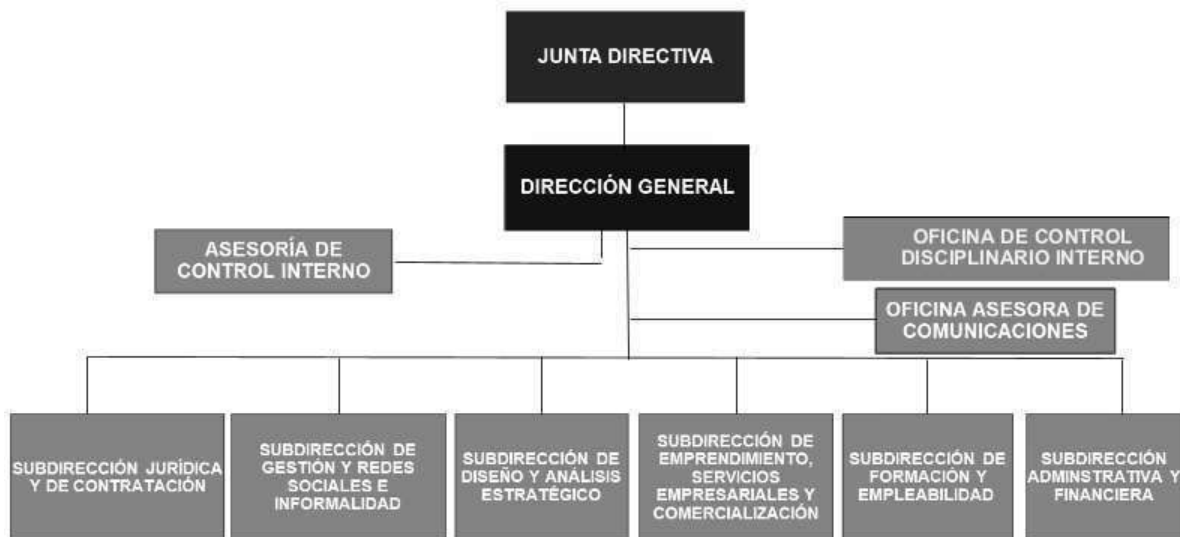 JUNTA DIRECTIVA
DIRECCIÓN GENERAL
ASESORÍA DE
CONTROL INTERNO
OFICINA DE CONTROL
DISCIPLINARIO INTERNO
OFICINA ASESORA DE
COMUNICACIONES
SUBDIRECCIÓN JURÍDICA
Y DE CONTRATACIÓN
SUBDIRECCIÓN DE
GESTIÓN Y REDES
SOCIALES E
INFORMALIDAD
SUBDIRECCIÓN DE
DISEÑO Y ANÁLISIS
ESTRATÉGICO
SUBDIRECCIÓN DE
EMPRENDIMIENTO,
SERVICIOS
EMPRESARIALES Y
COMERCIALIZACIÓN
SUBDIRECCIÓN DE
FORMACIÓN Y
EMPLEABILIDAD
SUBDIRECCIÓN
ADMINSTRATIVA Y
FINANCIERA